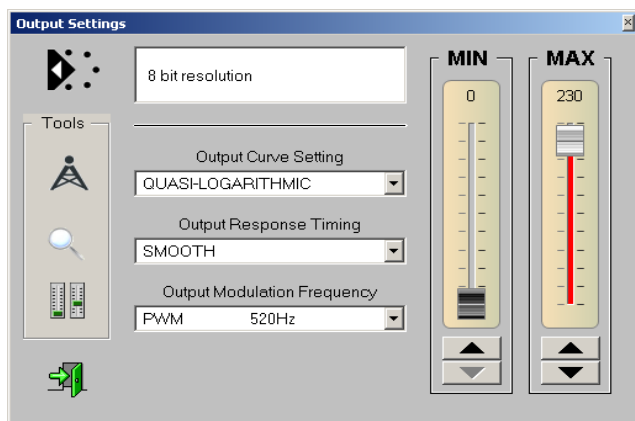 Output Settings
8 bit resolution
Tools
Output Curve Setting
QUASI-LOGARITHMIC
Output Response Timing
SMOOTH
Output Modulation Frequency
PWM 520Hz
MIN
0
MAX
230